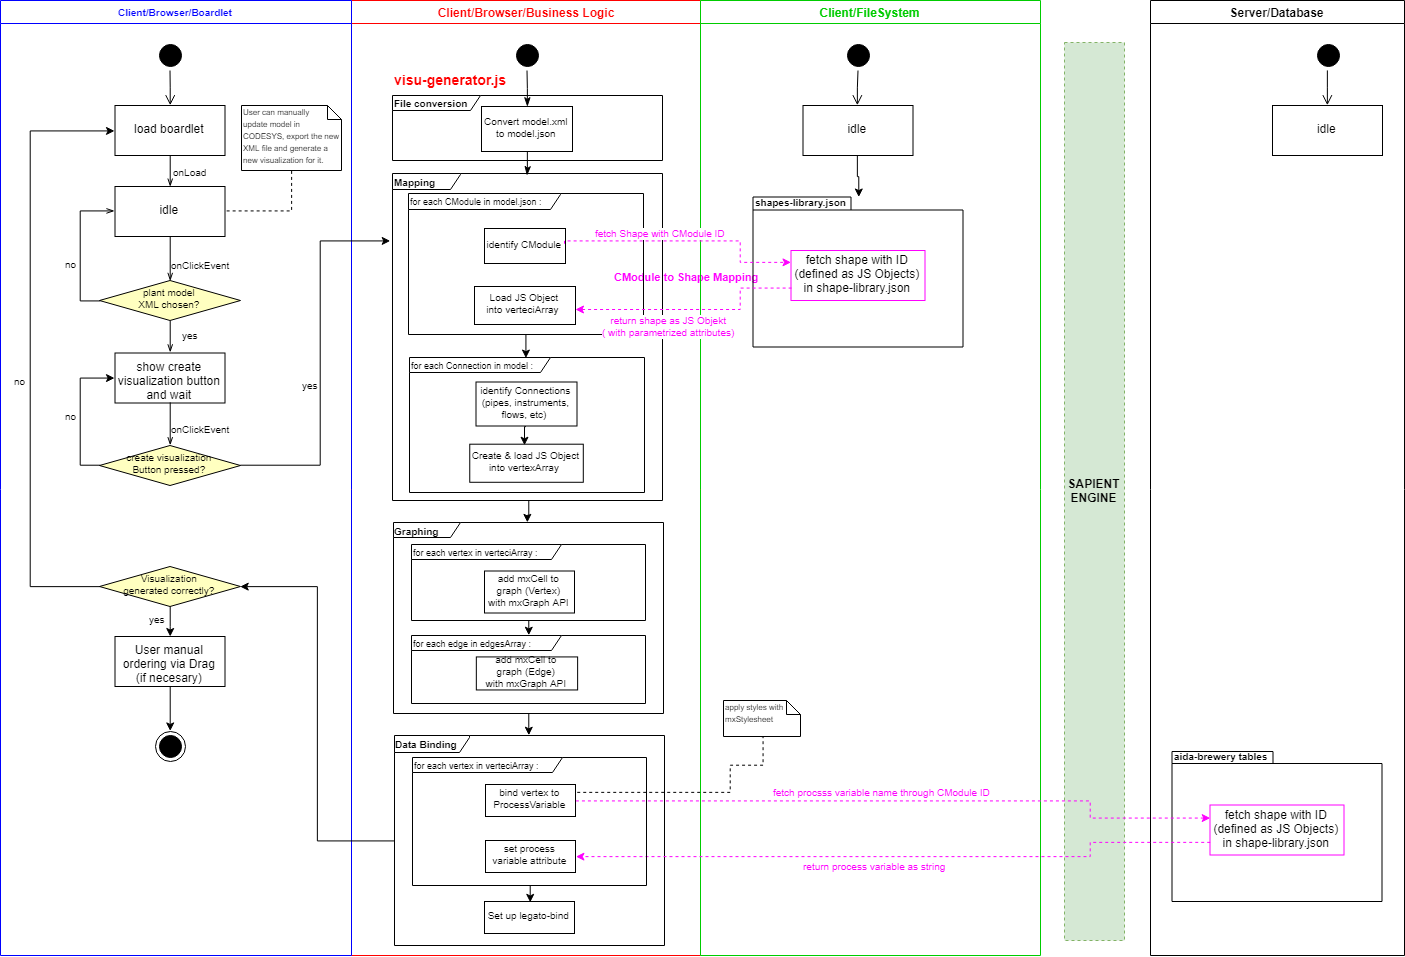 Client/Browser/Boardlet
Client/Browser/Business Logic
Client/FileSystem
Server/Database
load boardlet
onLoad
User can manually
update model in
CODESYS, export the new
XML file and generate a
new visualization for it.
idle
onClickEvent
no
plant model
XML chosen?
yes
show create
visualization button
and wait
no
no
onClickEvent
yes
create visualization
Button pressed?
Visualization
generated correctly?
yes
User manual
ordering via Drag
(if necesary)
visu-generator.js
File conversion
Convert model.xml
to model.json
Mapping
for each CModule in model.json :
identify CModule
Load JS Object
into verteciArray
for each Connection in model :
identify Connections
(pipes, instruments,
flows, etc)
Create & load JS Object
into vertexArray
Graphing
for each vertex in verteciArray :
add mxCell to
graph (Vertex)
with mxGraph API
for each edge in edgesArray :
add mxCell to
graph (Edge)
with mxGraph API
Data Binding
for each vertex in verteciArray :
bind vertex to
ProcessVariable
set process
variable attribute
Set up legato-bind
idle
shapes-library.json
fetch Shape with CModule ID
fetch shape with ID
(defined as JS Objects)
in shape-library.json
CModule to Shape Mapping
return shape as JS Objekt
( with parametrized attributes)
apply styles with
mxStylesheet
fetch procsss variable name through CModule ID
return process variable as string
SAPIENT
ENGINE
idle
aida-brewery tables
fetch shape with ID
(defined as JS Objects)
in shape-library.json